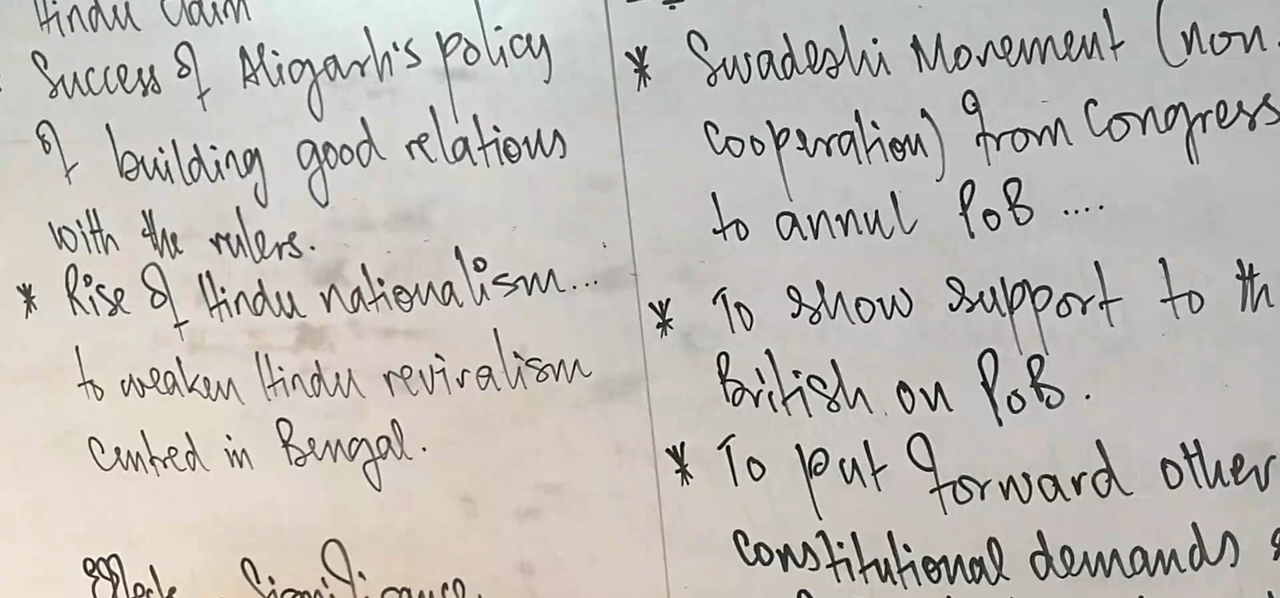 Hindu Claim
Success of Aligarh's policy
of building good relations
with the rulers.
* Rise of Hindu nationalism...
to weaken Hindu revivalism
centred in Bengal.
Significance.
* Swadeshi Movement (non.
cooperation) from Congress
to annul PoB ....
* To show support to th
British on PoB.
* To put forward other
constitutional demands